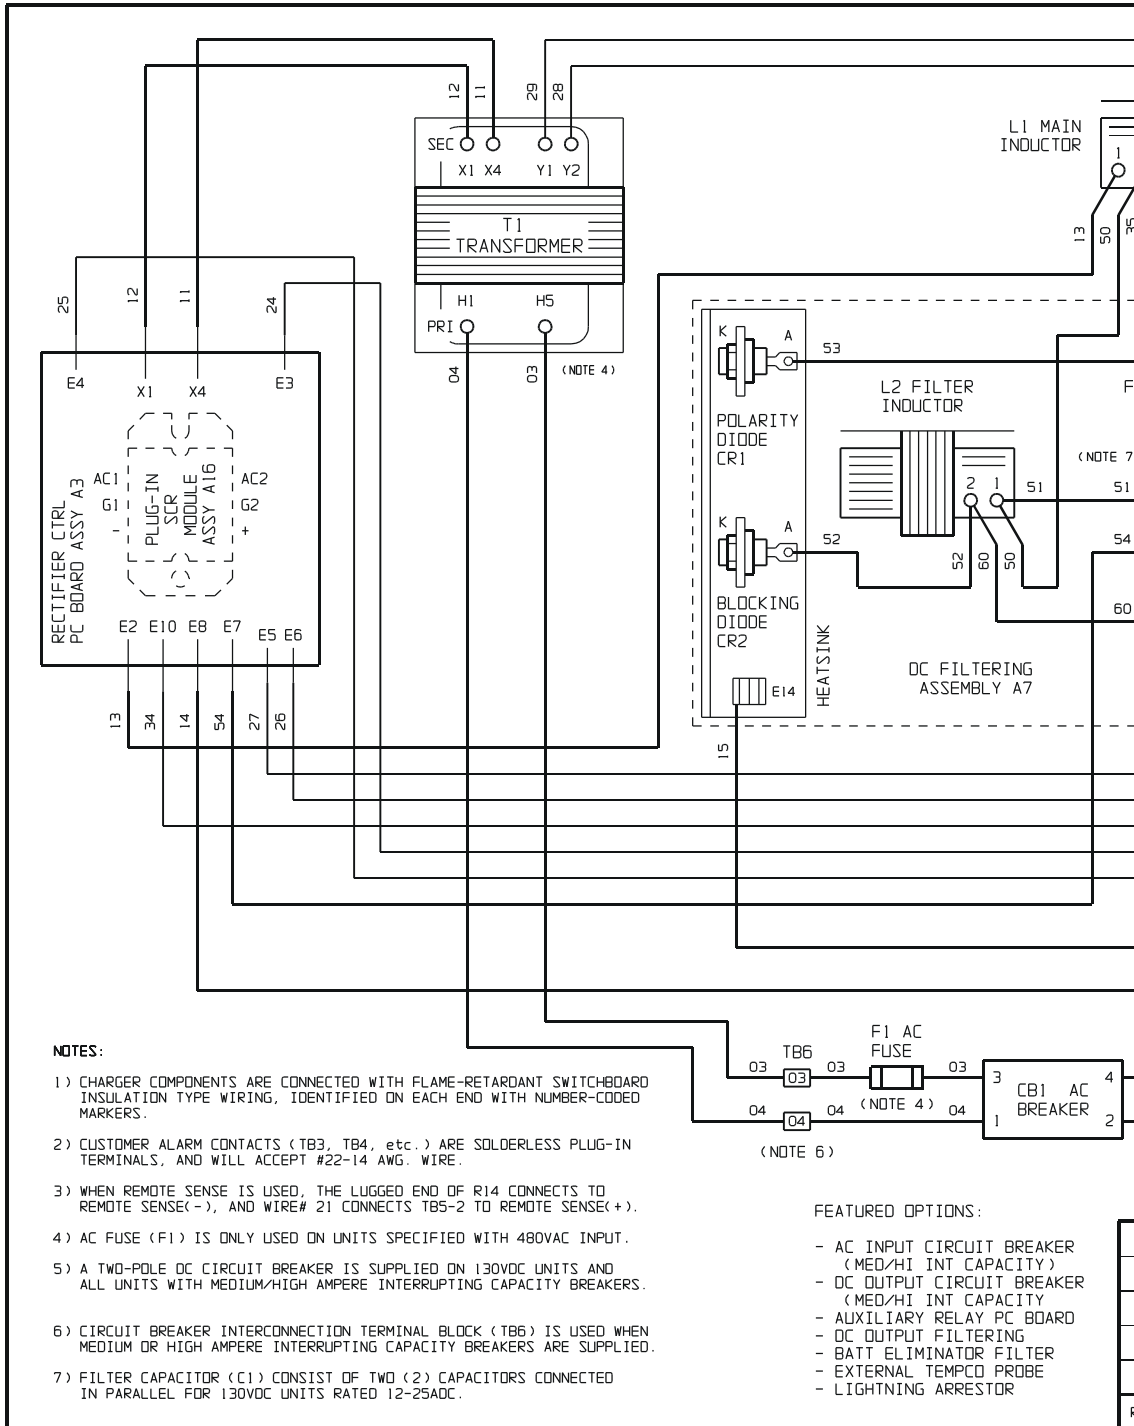 12
11
29
28
SEC
X1 X4
Y1 Y2
T1
TRANSFORMER
H1
H5
PRI
04
03
(NOTE 4)
L1 MAIN
INDUCTOR
1
13
50
35
25
12
11
24
E4
X1
X4
E3
AC1
G1
-
PLUG-IN
SCR
MODULE
ASSY A16
AC2
G2
+
RECTIFIER CTRL
PC BOARD ASSY A3
E2 E10 E8 E7 E5 E6
13
34
14
54
27
26
K
A
53
POLARITY
DIODE
CR1
K
A
52
BLOCKING
DIODE
CR2
E14
HEATSINK
15
L2 FILTER
INDUCTOR
2 1
51
52
60
50
F
(NOTE 7
51
54
60
DC FILTERING
ASSEMBLY A7
03
TB6
03
03
F1 AC
FUSE
(NOTE 4)
03
3
4
CB1 AC
BREAKER
04
04
04
04
1
2
(NOTE 6)
NOTES:
1) CHARGER COMPONENTS ARE CONNECTED WITH FLAME-RETARDANT SWITCHBOARD
INSULATION TYPE WIRING, IDENTIFIED ON EACH END WITH NUMBER-CODED
MARKERS.
2) CUSTOMER ALARM CONTACTS (TB3, TB4, etc.) ARE SOLDERLESS PLUG-IN
TERMINALS, AND WILL ACCEPT #22-14 AWG. WIRE.
3) WHEN REMOTE SENSE IS USED, THE LUGGED END OF R14 CONNECTS TO
REMOTE SENSE(-), AND WIRE# 21 CONNECTS TB5-2 TO REMOTE SENSE(+).
4) AC FUSE (F1) IS ONLY USED ON UNITS SPECIFIED WITH 480VAC INPUT.
5) A TWO-POLE DC CIRCUIT BREAKER IS SUPPLIED ON 130VDC UNITS AND
ALL UNITS WITH MEDIUM/HIGH AMPERE INTERRUPTING CAPACITY BREAKERS.
6) CIRCUIT BREAKER INTERCONNECTION TERMINAL BLOCK (TB6) IS USED WHEN
MEDIUM OR HIGH AMPERE INTERRUPTING CAPACITY BREAKERS ARE SUPPLIED.
7) FILTER CAPACITOR (C1) CONSIST OF TWO (2) CAPACITORS CONNECTED
IN PARALLEL FOR 130VDC UNITS RATED 12-25ADC.
FEATURED OPTIONS:
- AC INPUT CIRCUIT BREAKER
(MED/HI INT CAPACITY)
- DC OUTPUT CIRCUIT BREAKER
(MED/HI INT CAPACITY
- AUXILIARY RELAY PC BOARD
- DC OUTPUT FILTERING
- BATT ELIMINATOR FILTER
- EXTERNAL TEMPCO PROBE
- LIGHTNING ARRESTOR